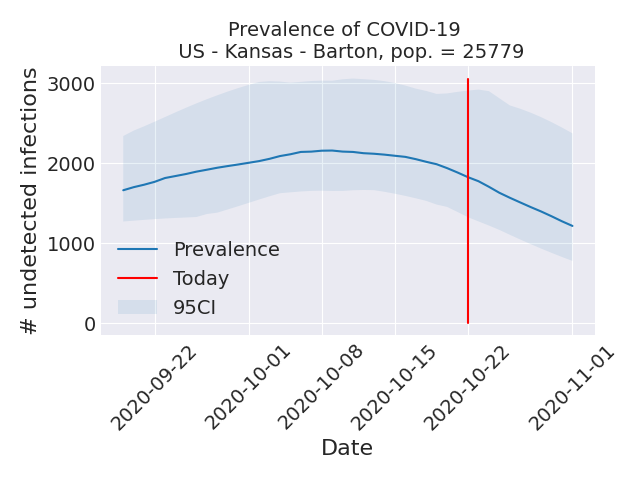 Prevalence of COVID-19
US - Kansas - Barton, pop. = 25779
# undetected infections
3000
2000
1000
0
Prevalence
Today
95CI
2020-09-22
2020-10-01
2020-10-08
2020-10-15
2020-10-22
2020-11-01
Date